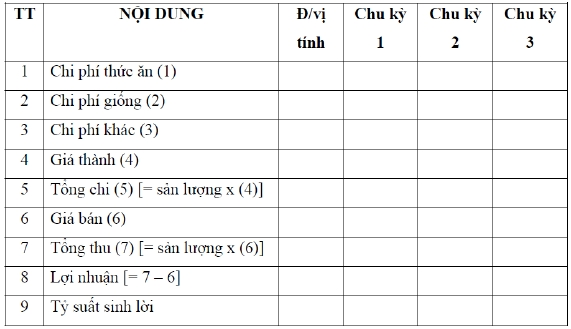 TT NỘI DUNG Đ/vị tính Chu kỳ 1 Chu kỳ 2 Chu kỳ 3
1 Chi phí thức ăn (1)
2 Chi phí giống (2)
3 Chi phí khác (3)
4 Giá thành (4)
5 Tổng chi (5) [= sản lượng x (4)]
6 Giá bán (6)
7 Tổng thu (7) [= sản lượng x (6)]
8 Lợi nhuận [= 7 – 6]
9 Tỷ suất sinh lời